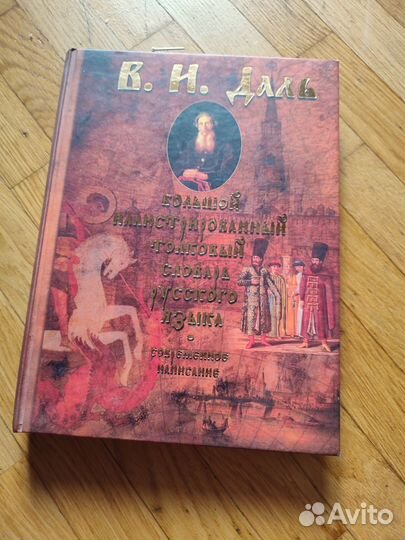 В. И. Даль
БОЛЬШОЙ
ИЛЛЮСТРИРОВАННЫЙ
ТОЛКОВЫЙ
СЛОВАРЬ
РУССКОГО
ЯЗЫКА
СОВРЕМЕННОЕ
НАПИСАНИЕ
Avito